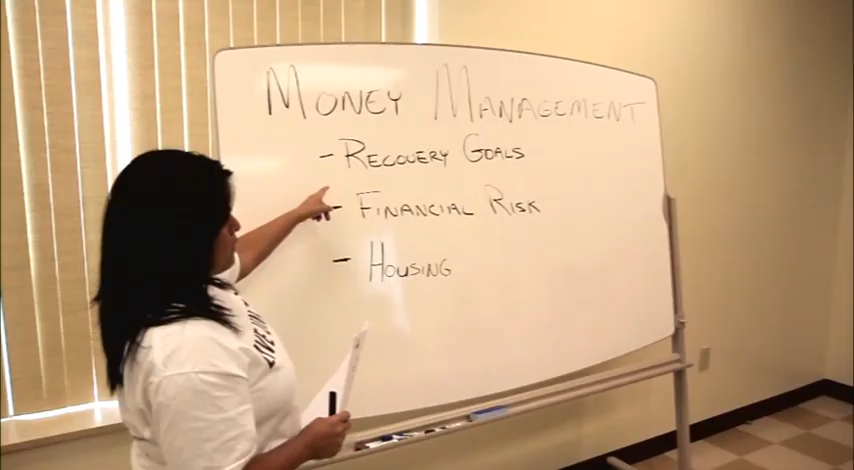 MONEY MANAGEMENT
- RECOVERY GOALS
- FINANCIAL RISK
- HOUSING